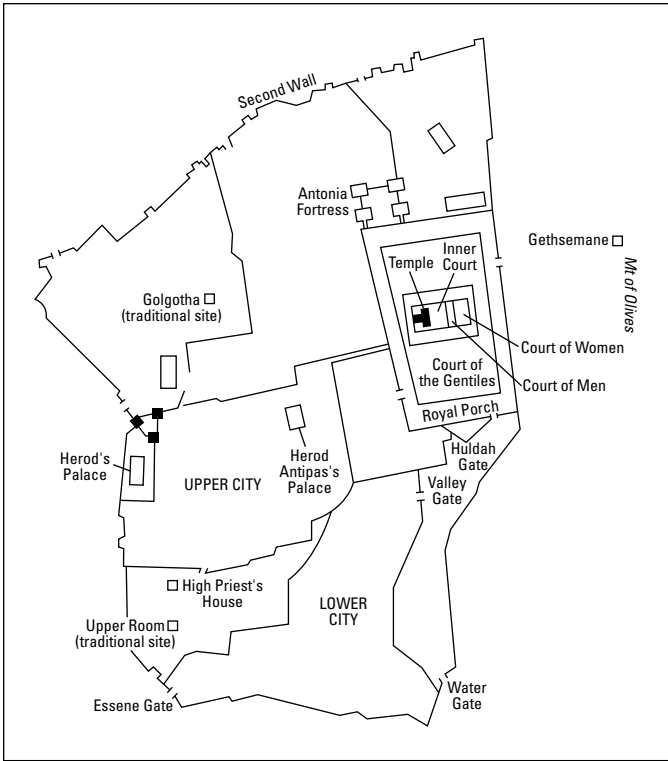 Second Wall
Antonia
Fortress
Gethsemane
Mt of Olives
Inner
Court
Temple
Golgotha
(traditional site)
Court of Women
Court of
the Gentiles
Court of Men
Royal Porch
Huldah
Gate
Herod's
Palace
Herod
Antipas's
Palace
UPPER CITY
Valley
Gate
High Priest's
House
LOWER
CITY
Upper Room
(traditional site)
Essene Gate
Water
Gate